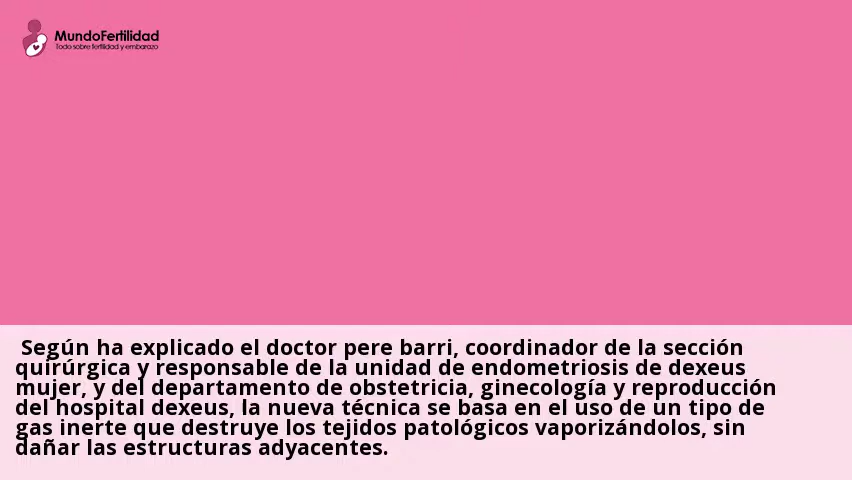 MundoFertilidad
Todo sobre fertilidad y embarazo
Según ha explicado el doctor pere barri, coordinador de la sección
quirúrgica y responsable de la unidad de endometriosis de dexeus
mujer, y del departamento de obstetricia, ginecología y reproducción
del hospital dexeus, la nueva técnica se basa en el uso de un tipo de
gas inerte que destruye los tejidos patológicos vaporizándolos, sin
dañar las estructuras adyacentes.